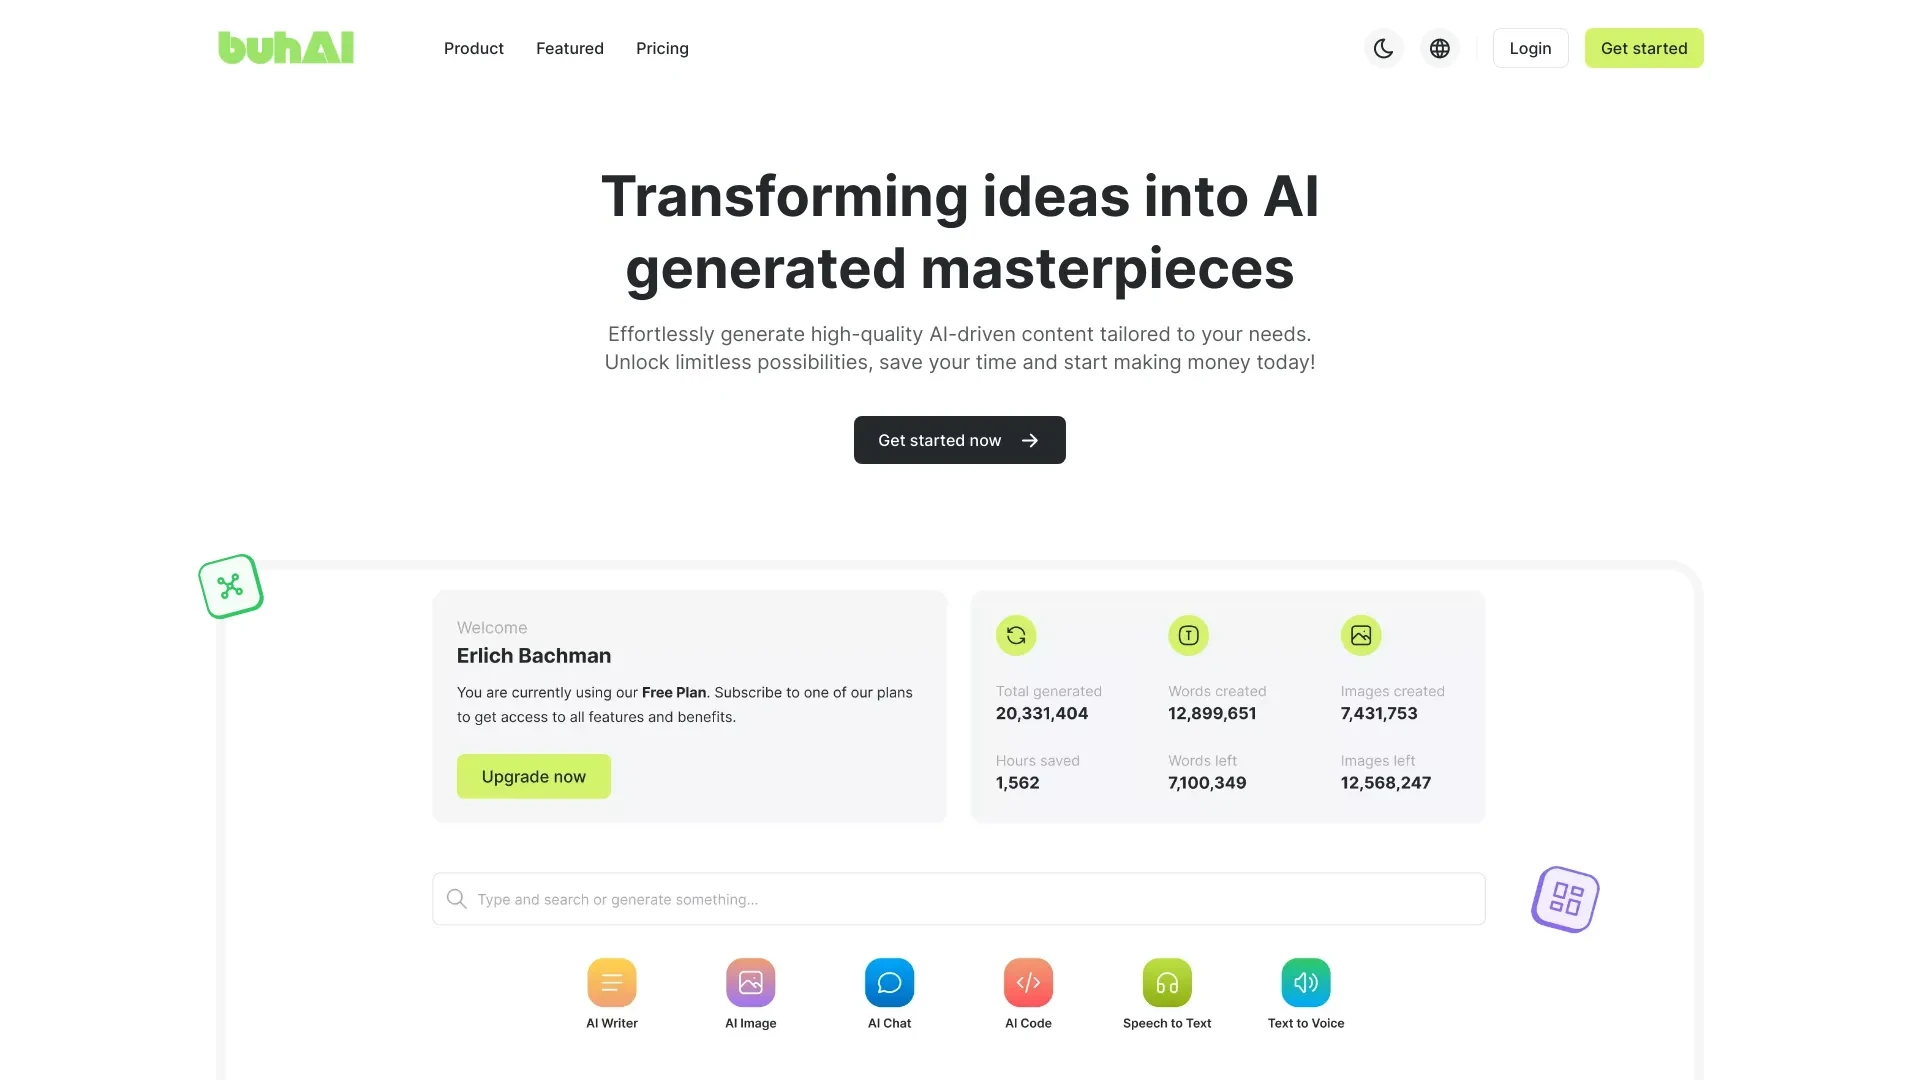 buhAI
Product
Featured
Pricing
Login
Get started
Transforming ideas into AI
generated masterpieces
Effortlessly generate high-quality AI-driven content tailored to your needs.
Unlock limitless possibilities, save your time and start making money today!
Get started now
Welcome
Erlich Bachman
You are currently using our Free Plan. Subscribe to one of our plans
to get access to all features and benefits.
Upgrade now
T
Total generated
20,331,404
Words created
12,899,651
Images created
7,431,753
Hours saved
1,562
Words left
7,100,349
Images left
12,568,247
Type and search or generate something...
AI Writer
AI Image
AI Chat
AI Code
Speech to Text
Text to Voice